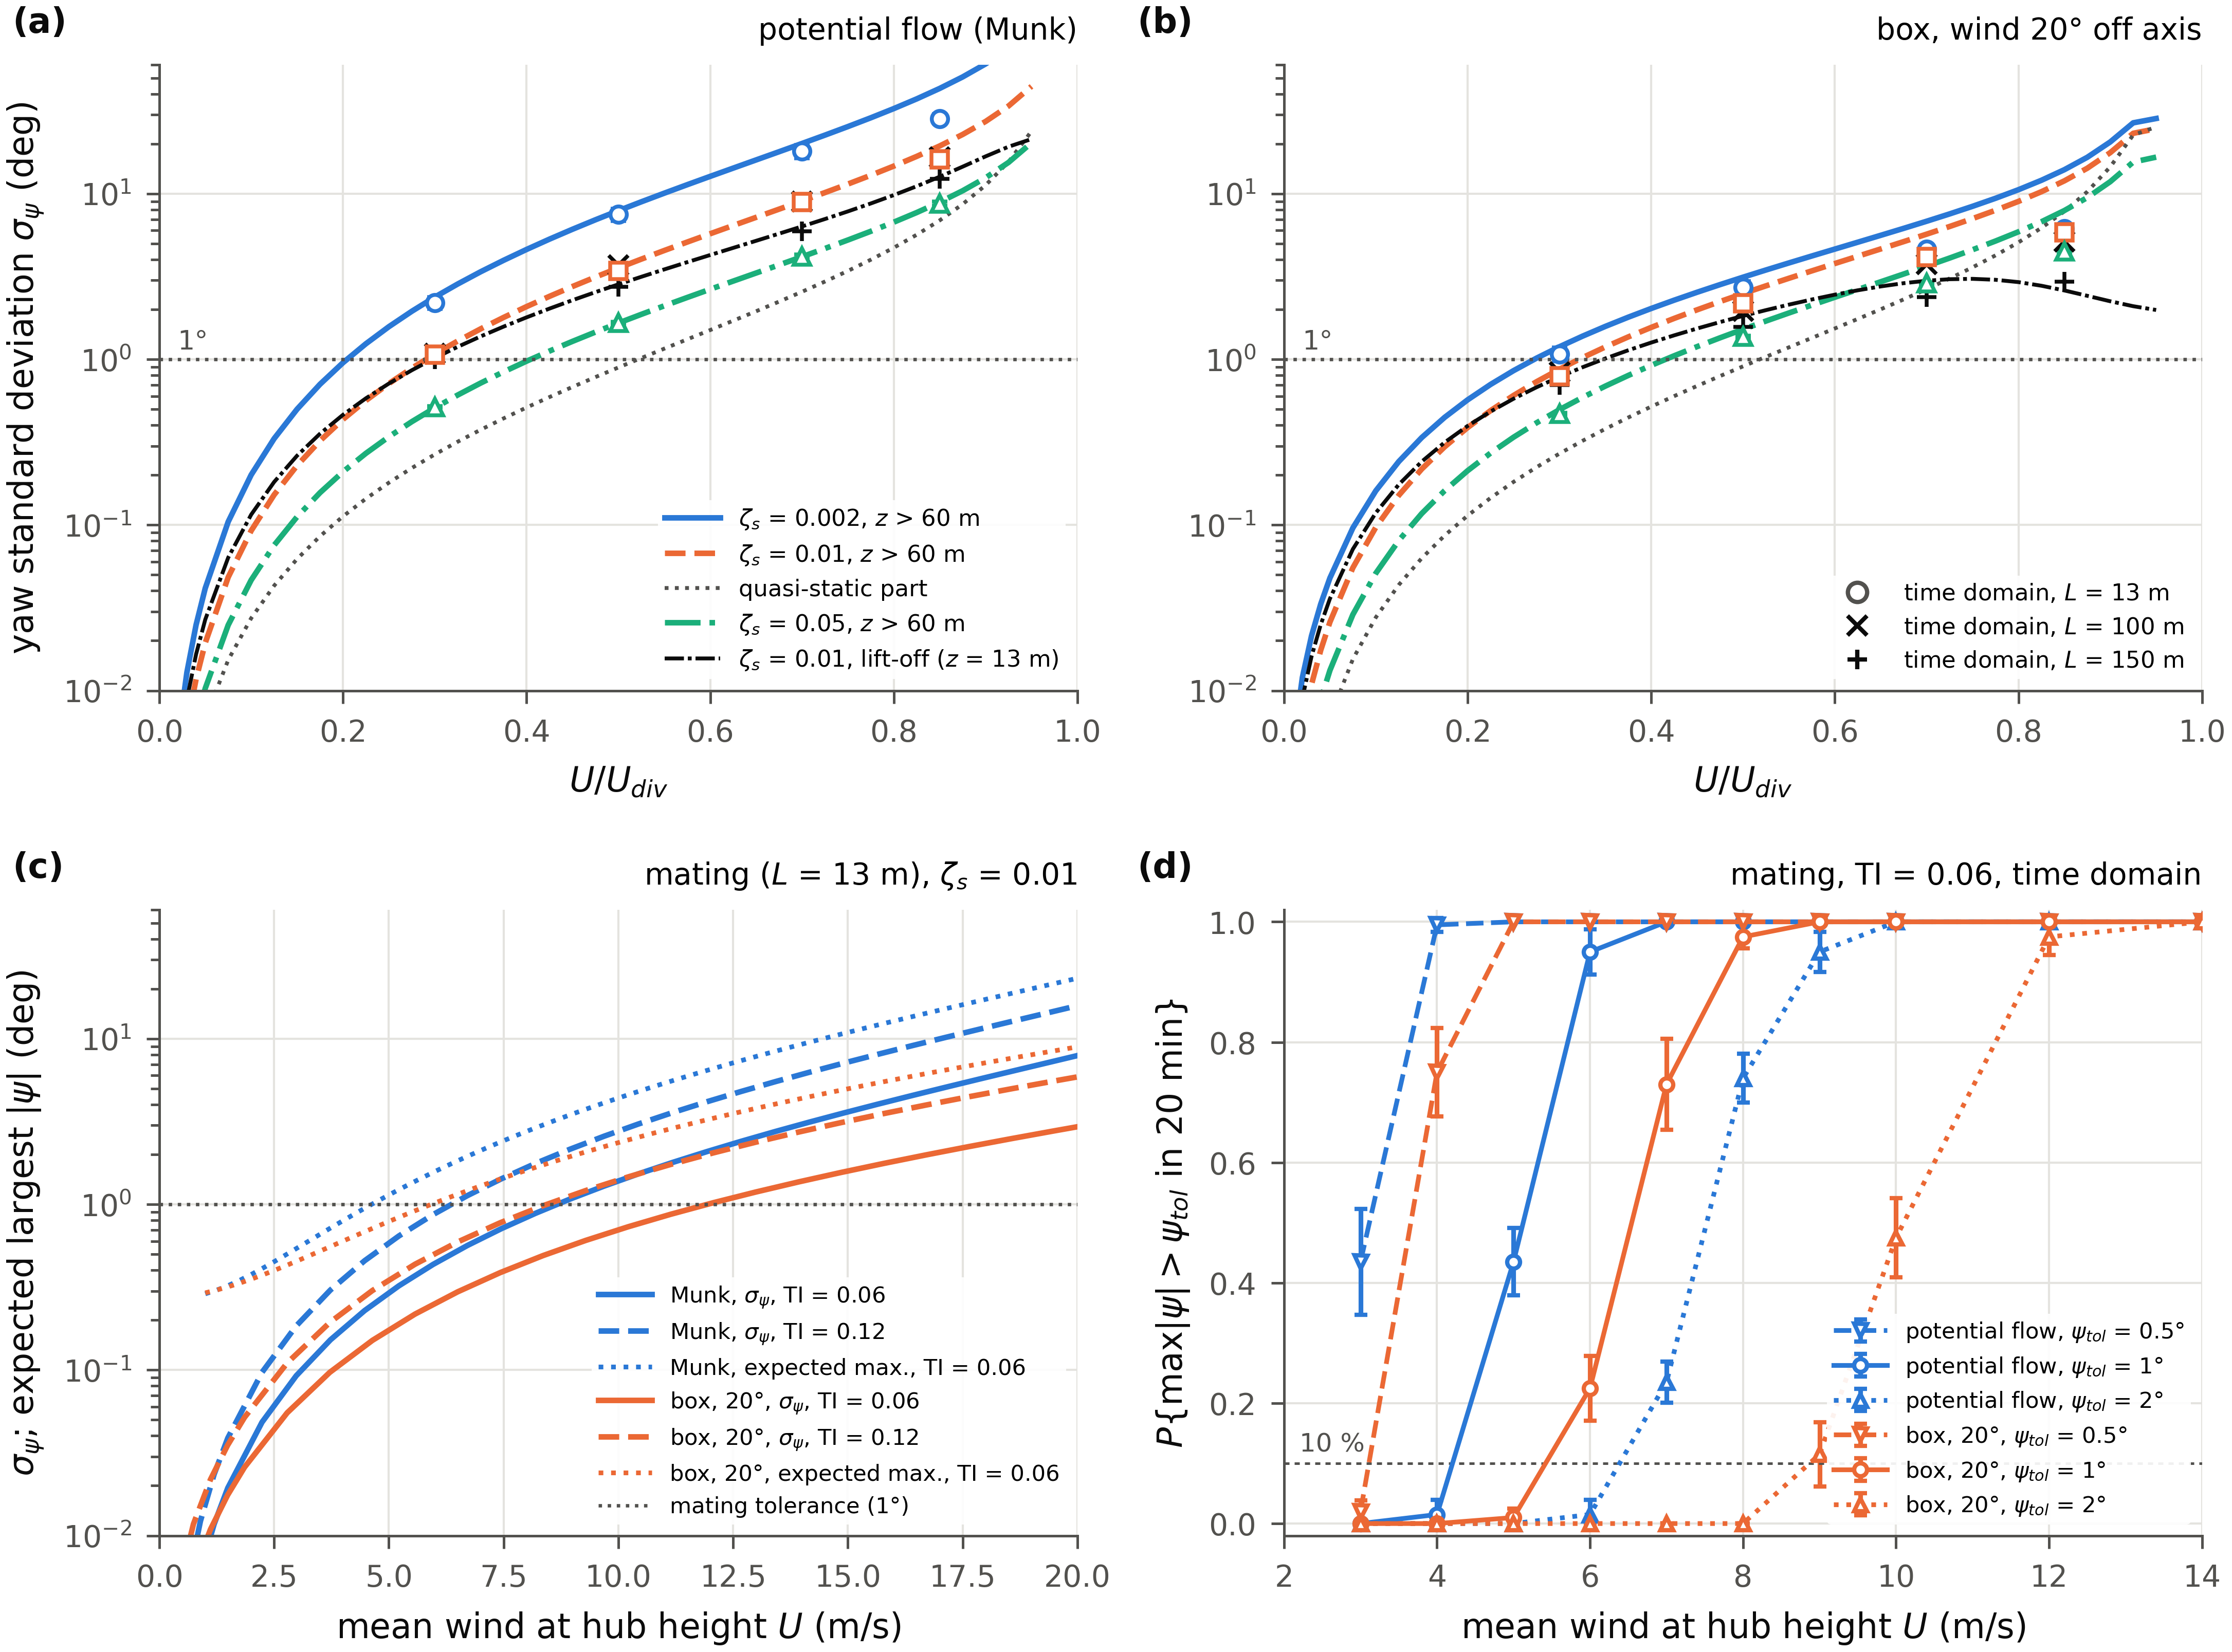 (a)
potential flow (Munk)
yaw standard deviation σψ (deg)
10¹
10⁰
10⁻¹
10⁻²
1°
ζs = 0.002, z > 60 m
ζs = 0.01, z > 60 m
quasi-static part
ζs = 0.05, z > 60 m
ζs = 0.01, lift-off (z = 13 m)
0.0 0.2 0.4 0.6 0.8 1.0
U/Udiv
(b)
box, wind 20° off axis
10¹
10⁰
10⁻¹
10⁻²
1°
time domain, L = 13 m
time domain, L = 100 m
time domain, L = 150 m
0.0 0.2 0.4 0.6 0.8 1.0
U/Udiv
(c)
mating (L = 13 m), ζs = 0.01
σψ; expected largest |ψ| (deg)
10¹
10⁰
10⁻¹
10⁻²
Munk, σψ, TI = 0.06
Munk, σψ, TI = 0.12
Munk, expected max., TI = 0.06
box, 20°, σψ, TI = 0.06
box, 20°, σψ, TI = 0.12
box, 20°, expected max., TI = 0.06
mating tolerance (1°)
0.0 2.5 5.0 7.5 10.0 12.5 15.0 17.5 20.0
mean wind at hub height U (m/s)
(d)
mating, TI = 0.06, time domain
P{max|ψ| > ψtol in 20 min}
1.0
0.8
0.6
0.4
0.2
0.0
10 %
potential flow, ψtol = 0.5°
potential flow, ψtol = 1°
potential flow, ψtol = 2°
box, 20°, ψtol = 0.5°
box, 20°, ψtol = 1°
box, 20°, ψtol = 2°
2 4 6 8 10 12 14
mean wind at hub height U (m/s)